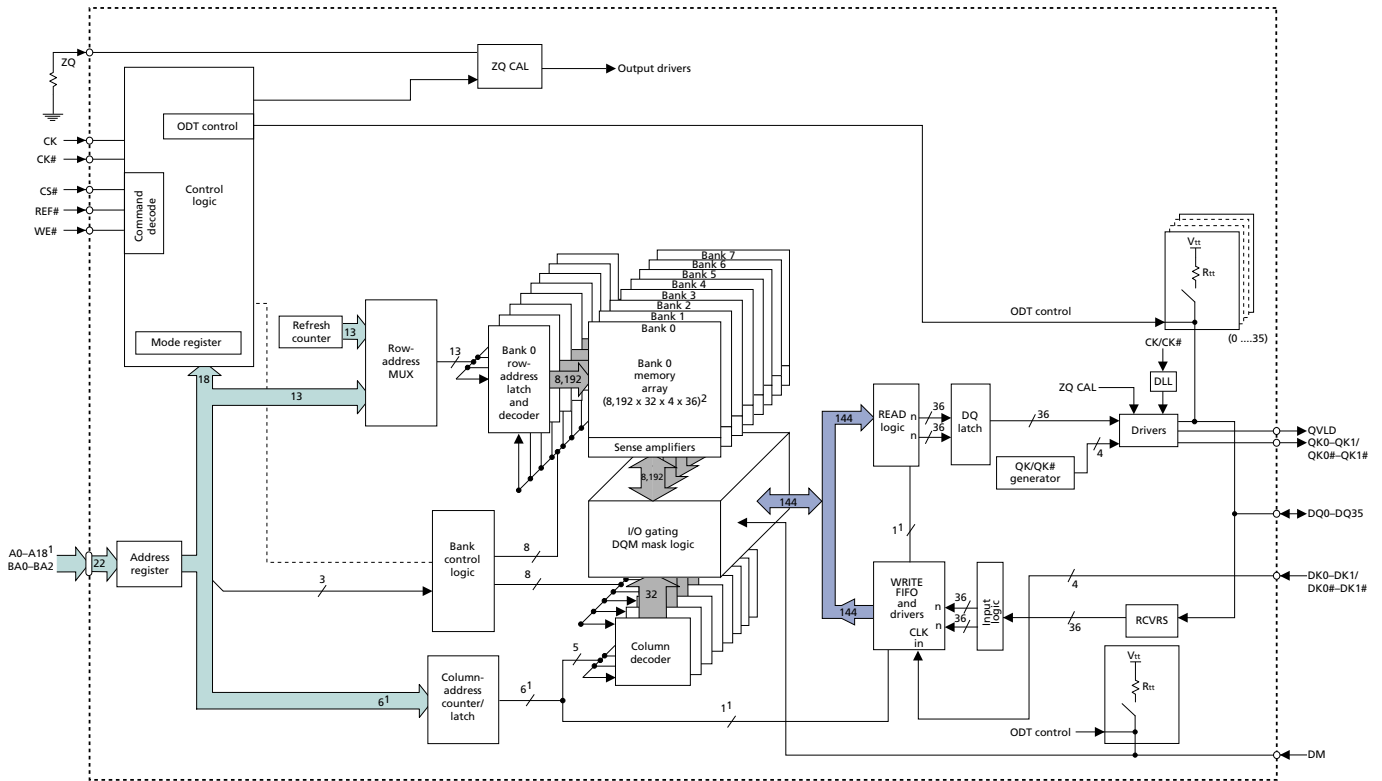 ZQ
ZQ CAL
Output drivers
ODT control
CK
CK#
CS#
REF#
WE#
Command
decode
Control
logic
Mode register
18
Refresh
counter
13
13
Row-
address
MUX
13
Bank 0
row-
address
latch
and
decoder
8,192
Bank 7
Bank 6
Bank 5
Bank 4
Bank 3
Bank 2
Bank 1
Bank 0
Bank 0
memory
array
(8,192 x 32 x 4 x 36)²
Sense amplifiers
8,192
I/O gating
DQM mask logic
32
Column
decoder
A0–A18¹
BA0–BA2
22
Address
register
3
Bank
control
logic
8
8
6¹
Column-
address
counter/
latch
6¹
5
1¹
144
144
144
READ
logic
n
n
36
36
DQ
latch
36
QK/QK#
generator
4
ZQ CAL
CK/CK#
DLL
Drivers
ODT control
Vtt
Rtt
(0 ....35)
QVLD
QK0–QK1/
QK0#–QK1#
DQ0–DQ35
DK0–DK1/
DK0#–DK1#
4
1¹
WRITE
FIFO
and
drivers
n
n
CLK
in
36
36
Input
logic
36
RCVRS
Vtt
Rtt
ODT control
DM